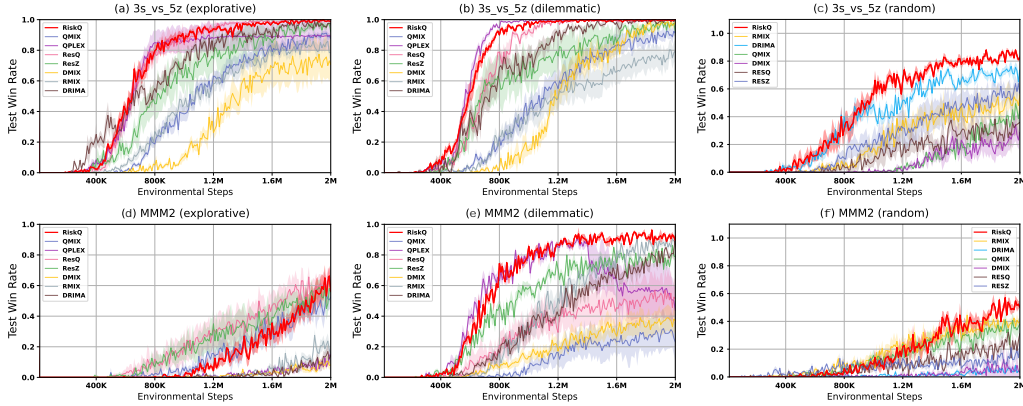 (a) 3s_vs_5z (explorative)
Test Win Rate
1.0
0.8
0.6
0.4
0.2
0.0
RiskQ
QMIX
QPLEX
ResQ
ResZ
DMIX
RMIX
DRIMA
400K 800K 1.2M 1.6M 2M
Environmental Steps
(b) 3s_vs_5z (dilemmatic)
Test Win Rate
1.0
0.8
0.6
0.4
0.2
0.0
RiskQ
QMIX
QPLEX
ResQ
ResZ
DMIX
RMIX
DRIMA
400K 800K 1.2M 1.6M 2M
Environmental Steps
(c) 3s_vs_5z (random)
Test Win Rate
1.0
0.8
0.6
0.4
0.2
0.0
RiskQ
RMIX
DRIMA
QMIX
DMIX
RESQ
RESZ
400K 800K 1.2M 1.6M 2M
Environmental Steps
(d) MMM2 (explorative)
Test Win Rate
1.0
0.8
0.6
0.4
0.2
0.0
RiskQ
QMIX
QPLEX
ResQ
ResZ
DMIX
RMIX
DRIMA
400K 800K 1.2M 1.6M 2M
Environmental Steps
(e) MMM2 (dilemmatic)
Test Win Rate
1.0
0.8
0.6
0.4
0.2
0.0
RiskQ
QMIX
QPLEX
ResQ
ResZ
DMIX
RMIX
DRIMA
400K 800K 1.2M 1.6M 2M
Environmental Steps
(f) MMM2 (random)
Test Win Rate
1.0
0.8
0.6
0.4
0.2
0.0
RiskQ
RMIX
DRIMA
QMIX
DMIX
RESQ
RESZ
400K 800K 1.2M 1.6M 2M
Environmental Steps